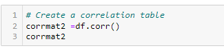 1 # Create a correlation table
2 corrmat2 =df.corr()
3 corrmat2